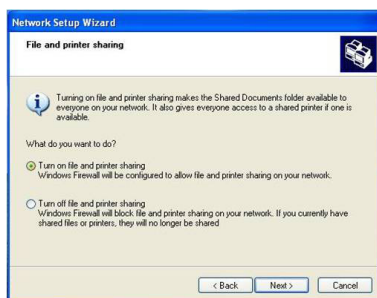 Network Setup Wizard
File and printer sharing
Turning on file and printer sharing makes the Shared Documents folder available to
everyone on your network. It also gives everyone access to a shared printer if one is
available.
What do you want to do?
Turn on file and printer sharing
Windows Firewall will be configured to allow file and printer sharing on your network.
Turn off file and printer sharing
Windows Firewall will block file and printer sharing on your network. If you currently have
shared files or printers, they will no longer be shared
< Back Next > Cancel